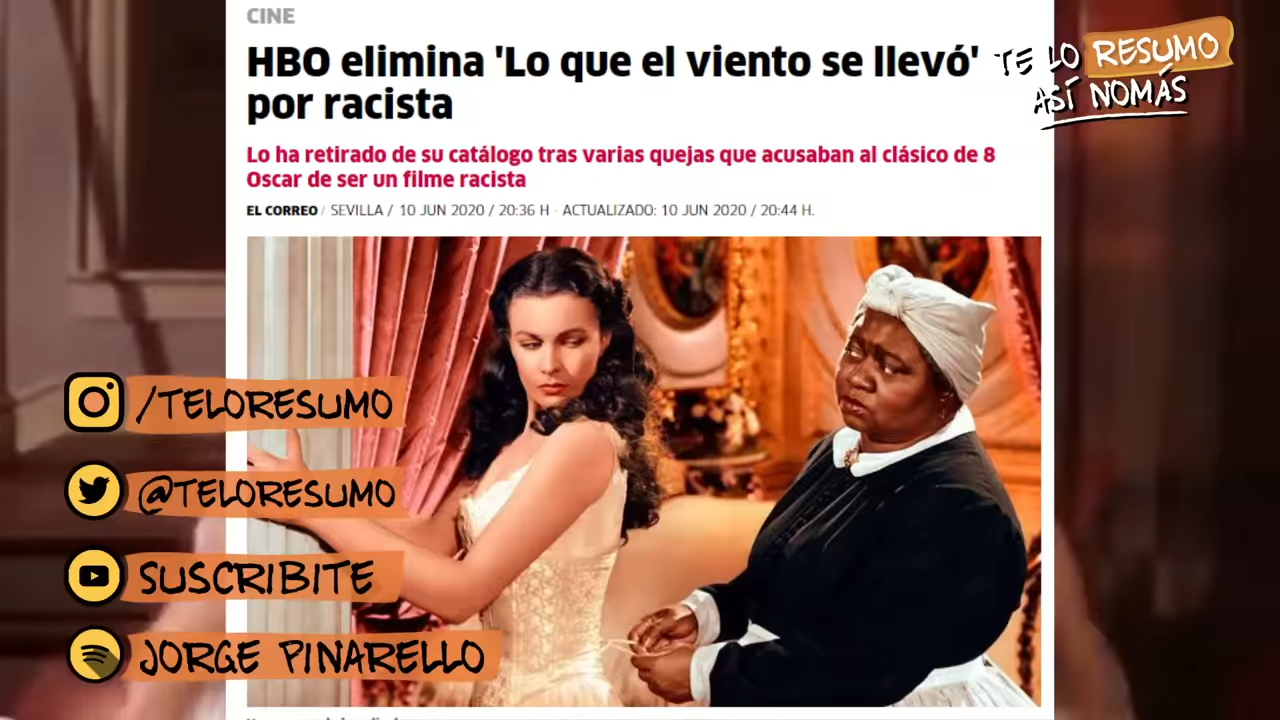 CINE
HBO elimina 'Lo que el viento se llevó'
por racista
Lo ha retirado de su catálogo tras varias quejas que acusaban al clásico de 8
Oscar de ser un filme racista
EL CORREO / SEVILLA / 10 JUN 2020 / 20:36 H - ACTUALIZADO: 10 JUN 2020 / 20:44 H.
TE LO RESUMO
ASÍ NOMÁS
/TELORESUMO
@TELORESUMO
SUSCRIBITE
JORGE PINARELLO